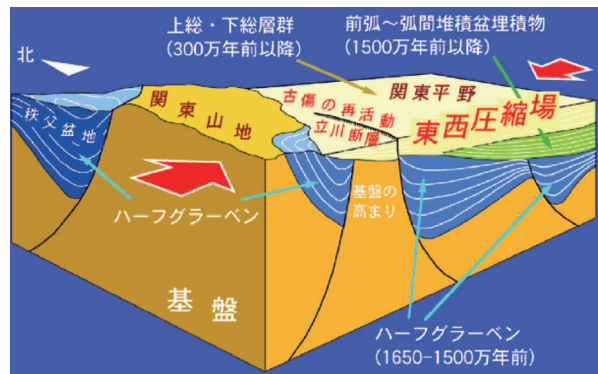 上総・下総層群
(300万年前以降)
前弧～弧間堆積盆埋積物
(1500万年前以降)
北
秩父盆地
関東山地
古傷の再活動
立川断層
関東平野
東西圧縮場
ハーフグラーベン
基盤の
高まり
基盤
ハーフグラーベン
(1650-1500万年前)